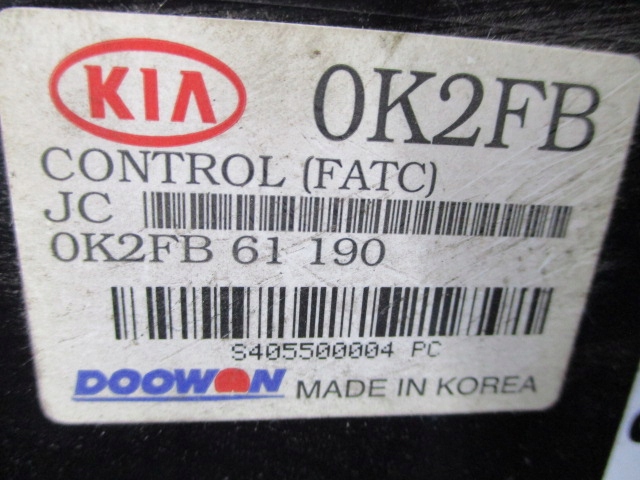 KIA 0K2FB
CONTROL (FATC)
JC
0K2FB 61 190
S405500004 PC
DOOWON MADE IN KOREA